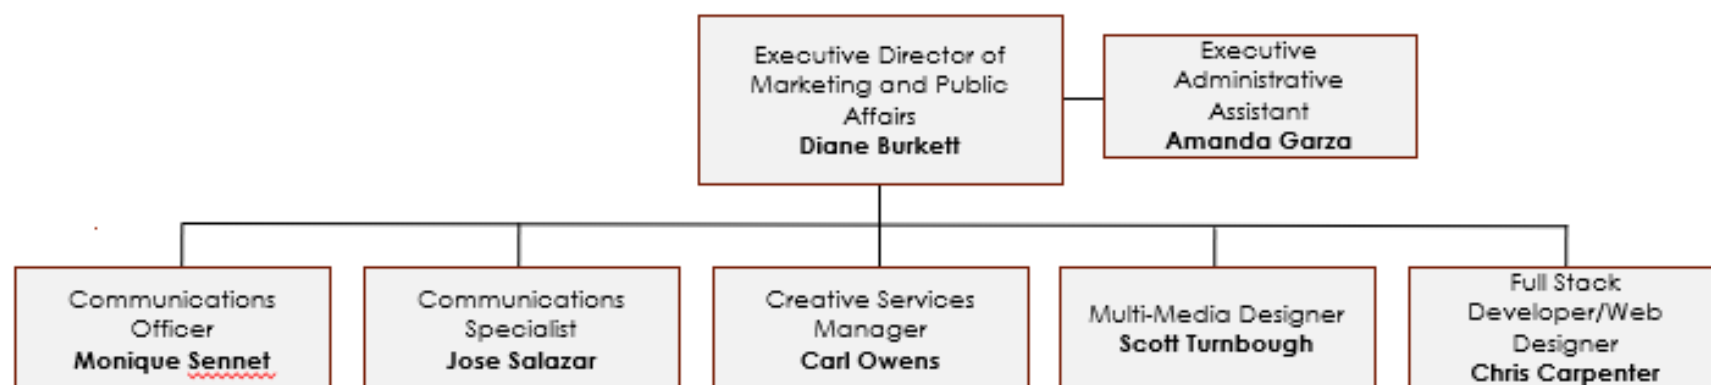 Executive Director of
Marketing and Public
Affairs
Diane Burkett
Executive
Administrative
Assistant
Amanda Garza
Communications
Officer
Monique Sennet
Communications
Specialist
Jose Salazar
Creative Services
Manager
Carl Owens
Multi-Media Designer
Scott Turnbough
Full Stack
Developer/Web
Designer
Chris Carpenter